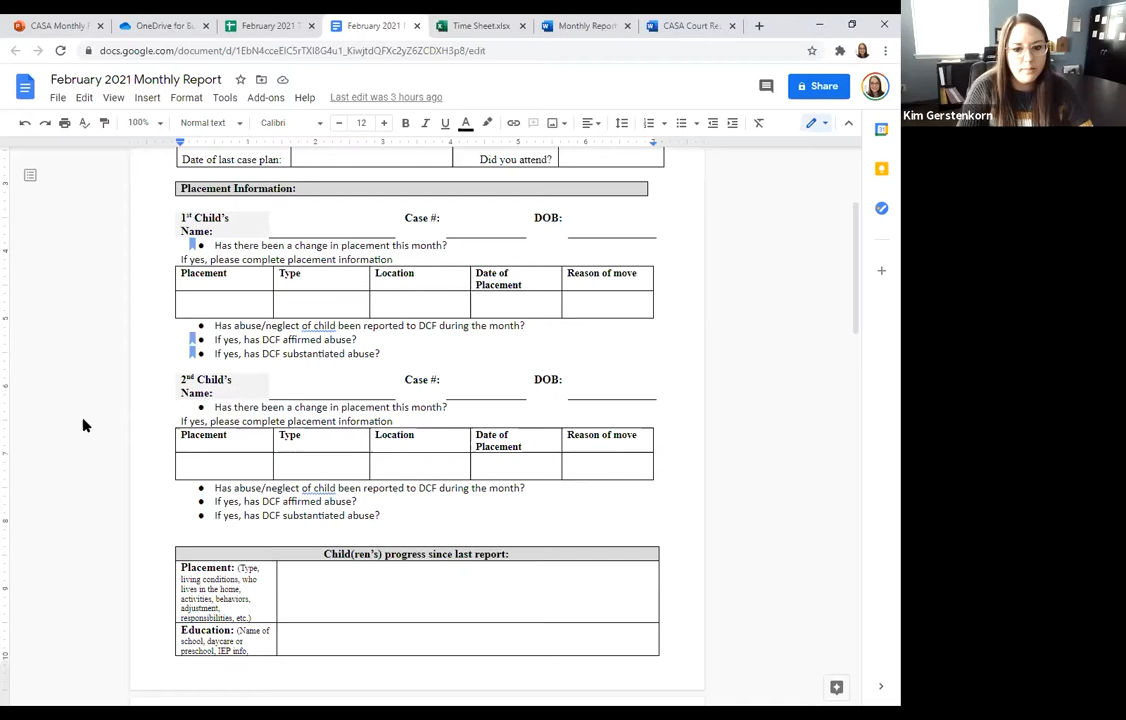 CASA Monthly
OneDrive for B
February 2021 T
February 2021
Time Sheet.xlsx
Monthly Report
CASA Court Re
docs.google.com/document/d/1EbN4cceElC5rTXl8G4u1_KiwjtdQFXc2yZ6ZCDXH3p8/edit
February 2021 Monthly Report
Share
File Edit View Insert Format Tools Add-ons Help Last edit was 3 hours ago
100% Normal text Calibri 12
Kim Gerstenkorn
Date of last case plan: Did you attend?
Placement Information:
1st Child's Case #: DOB:
Name:
● Has there been a change in placement this month?
If yes, please complete placement information
Placement Type Location Date of Reason of move
Placement
● Has abuse/neglect of child been reported to DCF during the month?
● If yes, has DCF affirmed abuse?
● If yes, has DCF substantiated abuse?
2nd Child's Case #: DOB:
Name:
● Has there been a change in placement this month?
If yes, please complete placement information
Placement Type Location Date of Reason of move
Placement
● Has abuse/neglect of child been reported to DCF during the month?
● If yes, has DCF affirmed abuse?
● If yes, has DCF substantiated abuse?
Child(ren's) progress since last report:
Placement: (Type,
living conditions, who
lives in the home,
activities, behaviors,
adjustment,
responsibilities, etc.)
Education: (Name of
school, daycare or
preschool, IEP info,